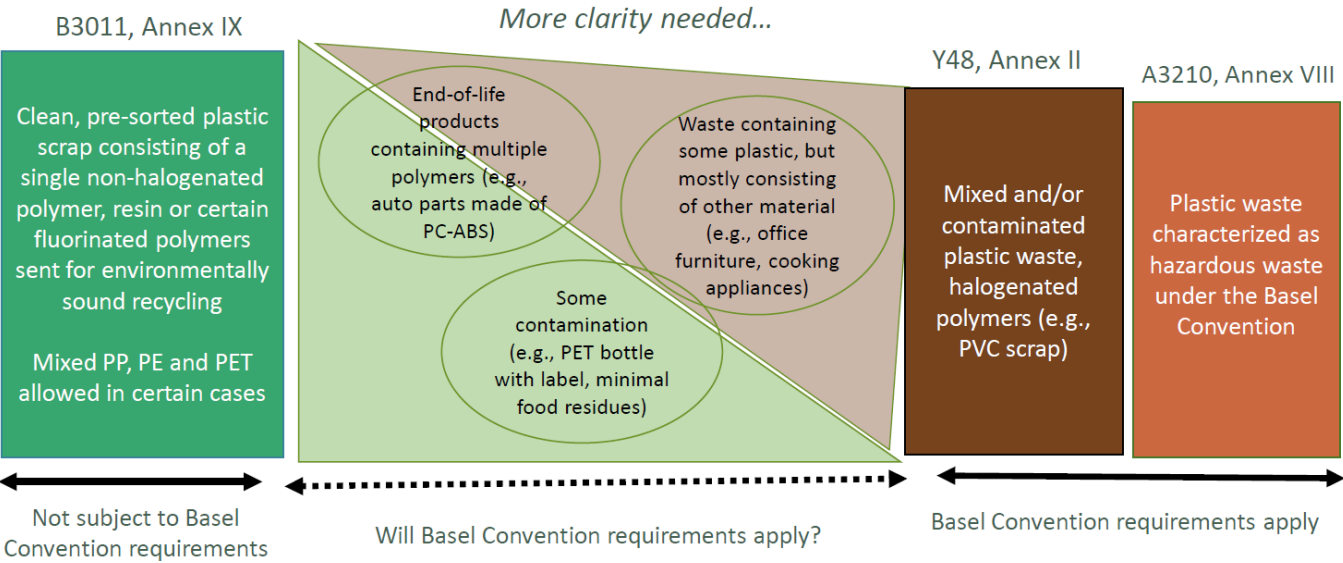 B3011, Annex IX
Clean, pre-sorted plastic
scrap consisting of a
single non-halogenated
polymer, resin or certain
fluorinated polymers
sent for environmentally
sound recycling
Mixed PP, PE and PET
allowed in certain cases
Not subject to Basel
Convention requirements
More clarity needed…
End-of-life
products
containing multiple
polymers (e.g.,
auto parts made of
PC-ABS)
Waste containing
some plastic, but
mostly consisting
of other material
(e.g., office
furniture, cooking
appliances)
Some
contamination
(e.g., PET bottle
with label, minimal
food residues)
Will Basel Convention requirements apply?
Y48, Annex II
Mixed and/or
contaminated
plastic waste,
halogenated
polymers (e.g.,
PVC scrap)
A3210, Annex VIII
Plastic waste
characterized as
hazardous waste
under the Basel
Convention
Basel Convention requirements apply